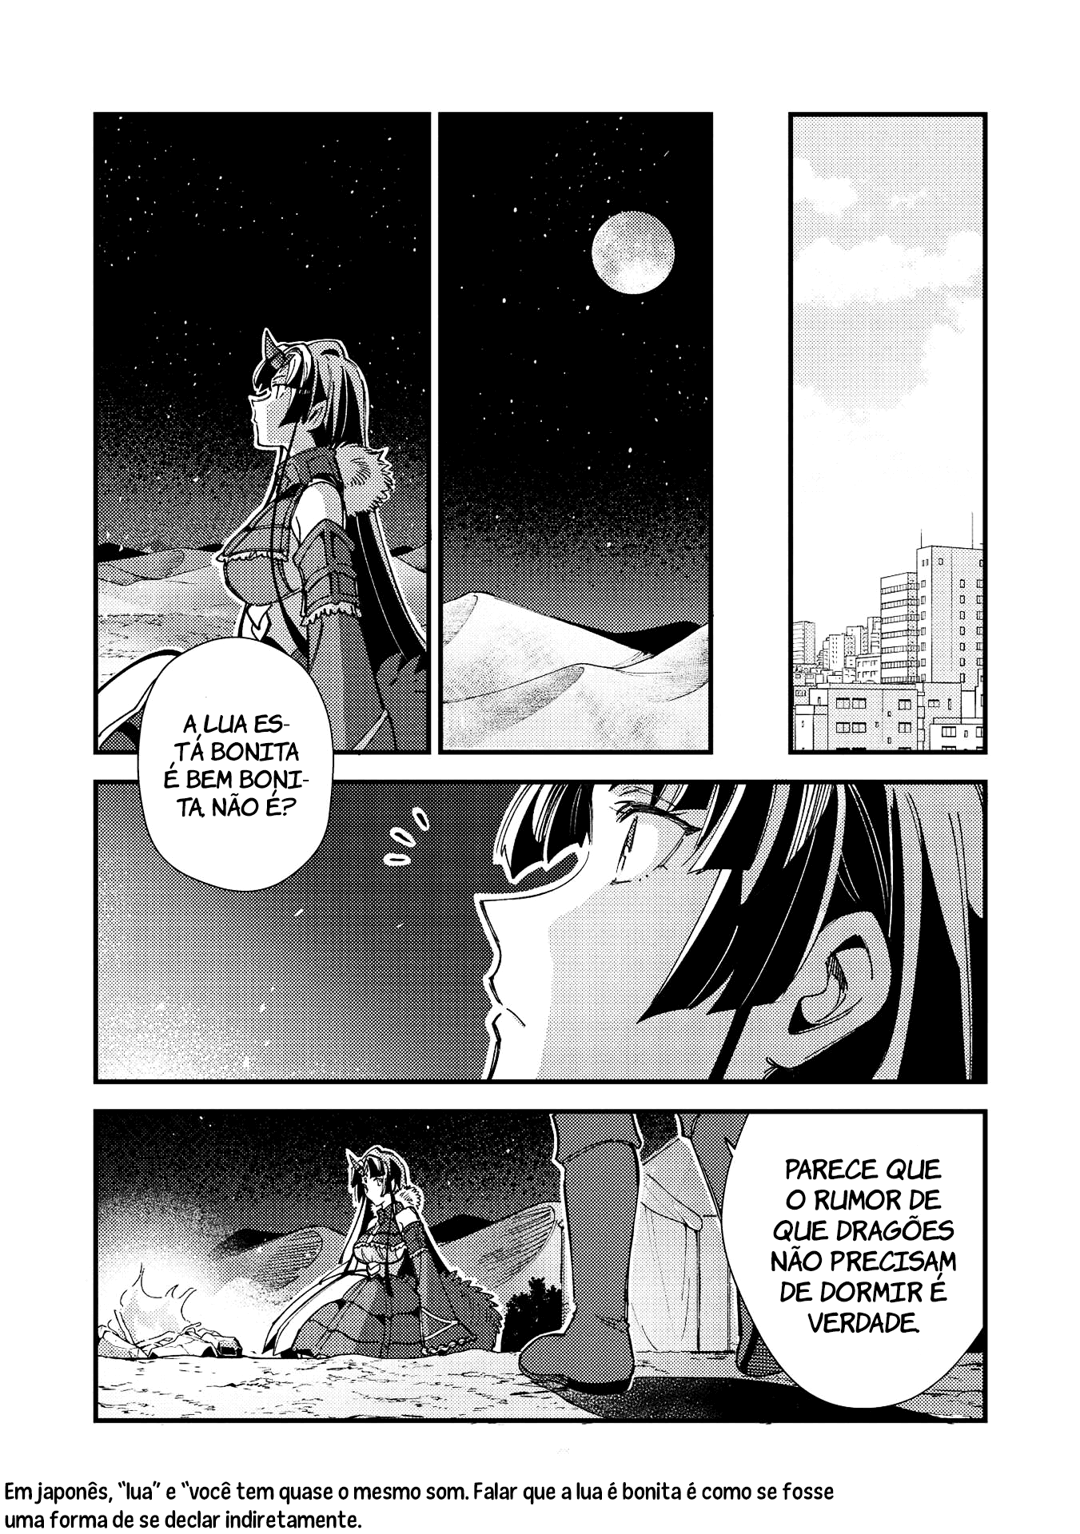 A LUA ES-
TÁ BONITA
É BEM BONI-
TA. NÃO É?
PARECE QUE
O RUMOR DE
QUE DRAGÕES
NÃO PRECISAM
DE DORMIR É
VERDADE.
Em japonês, "lua" e "você tem quase o mesmo som. Falar que a lua é bonita é como se fosse
uma forma de se declar indiretamente.